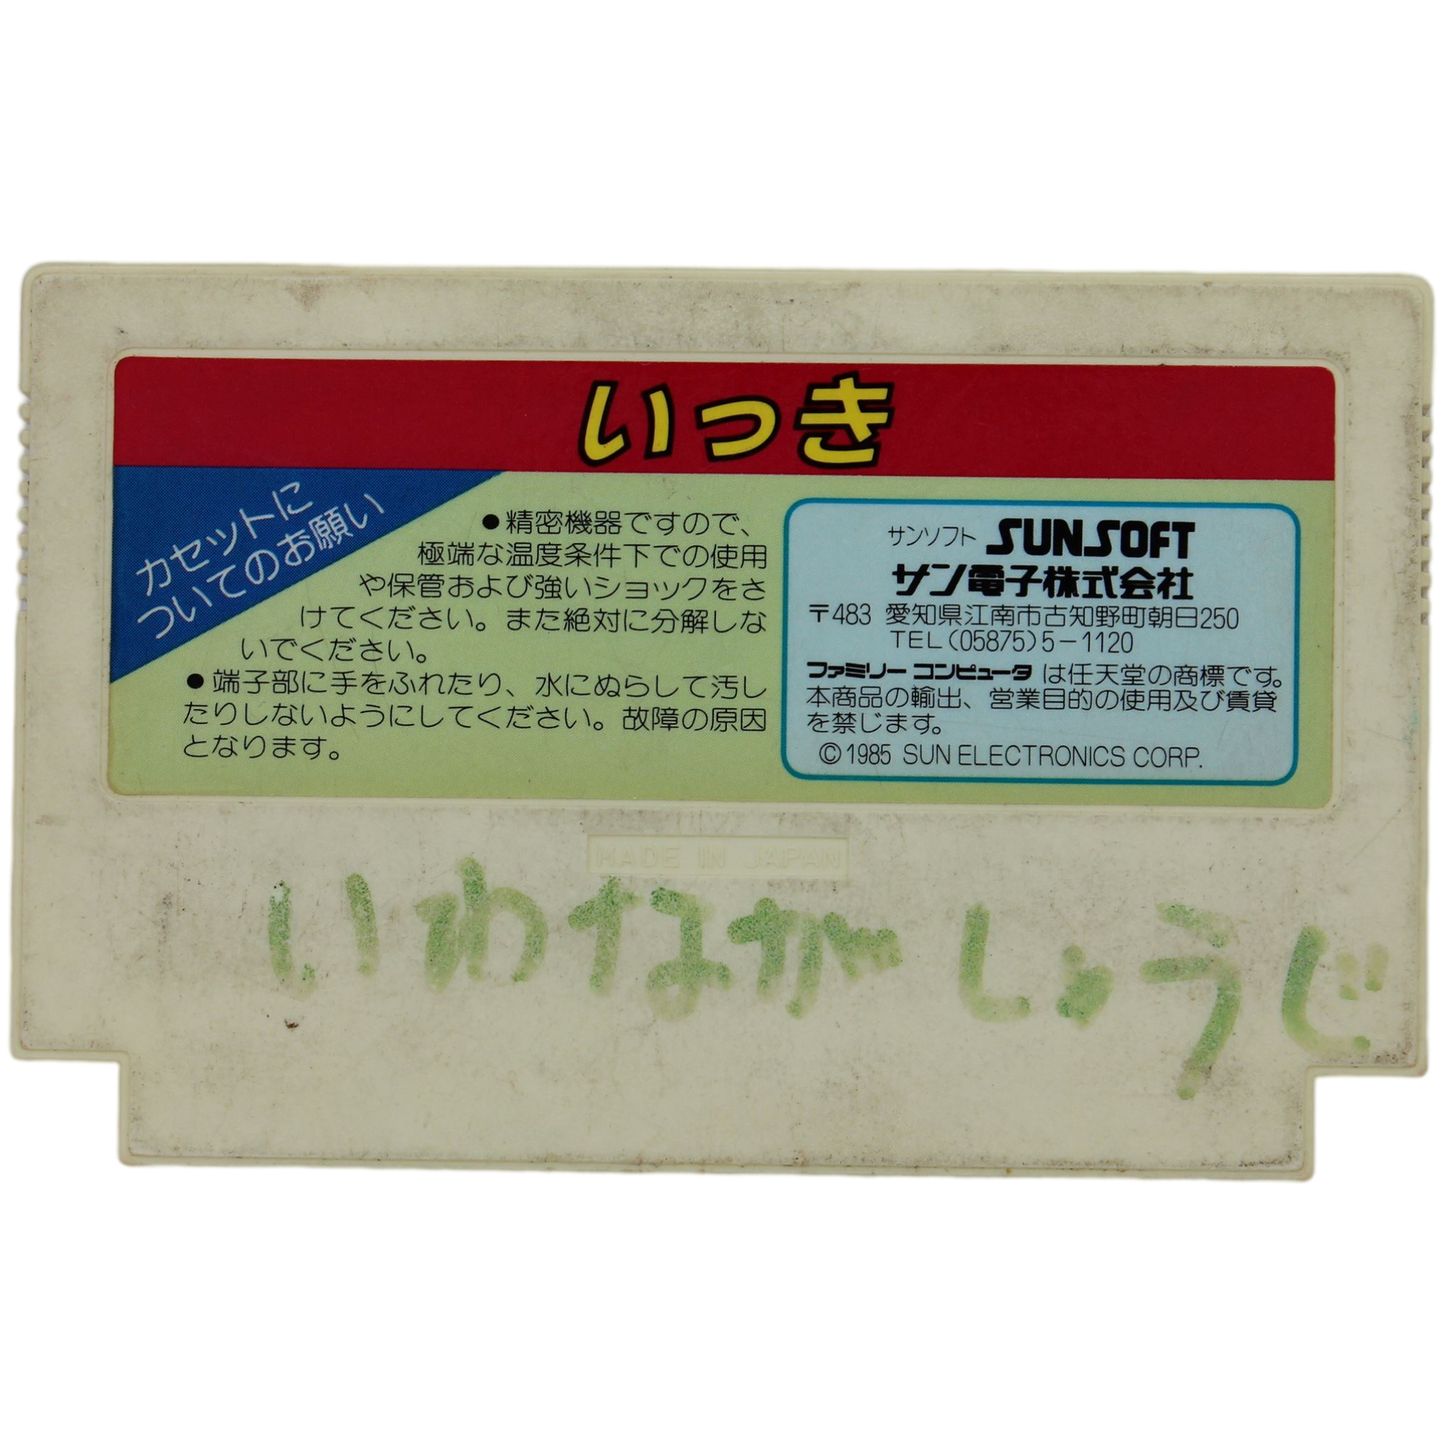 いっき
カセットに
ついてのお願い
●精密機器ですので、
極端な温度条件下での使用
や保管および強いショックをさ
けてください。また絶対に分解しな
いでください。
●端子部に手をふれたり、水にぬらして汚し
たりしないようにしてください。故障の原因
となります。
サンソフト SUNSOFT
サン電子株式会社
〒483 愛知県江南市古知野町朝日250
TEL(05875)5-1120
ファミリーコンピュータは任天堂の商標です。
本商品の輸出、営業目的の使用及び賃貸
を禁じます。
©1985 SUN ELECTRONICS CORP.
MADE IN JAPAN
いわなが しょうじ